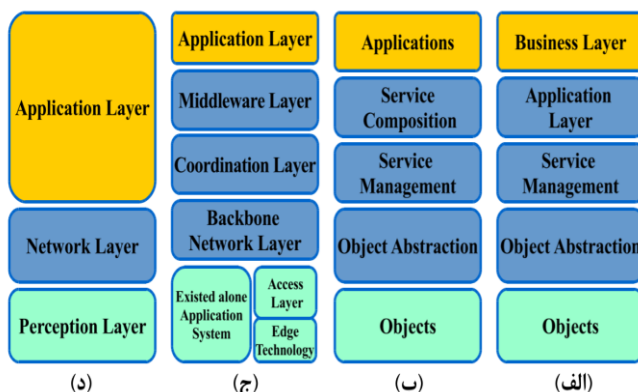 Application Layer
Network Layer
Perception Layer
(د)
Application Layer
Middleware Layer
Coordination Layer
Backbone
Network Layer
Existed alone
Application
System
Access
Layer
Edge
Technology
(ج)
Applications
Service
Composition
Service
Management
Object Abstraction
Objects
(ب)
Business Layer
Application
Layer
Service
Management
Object Abstraction
Objects
(الف)